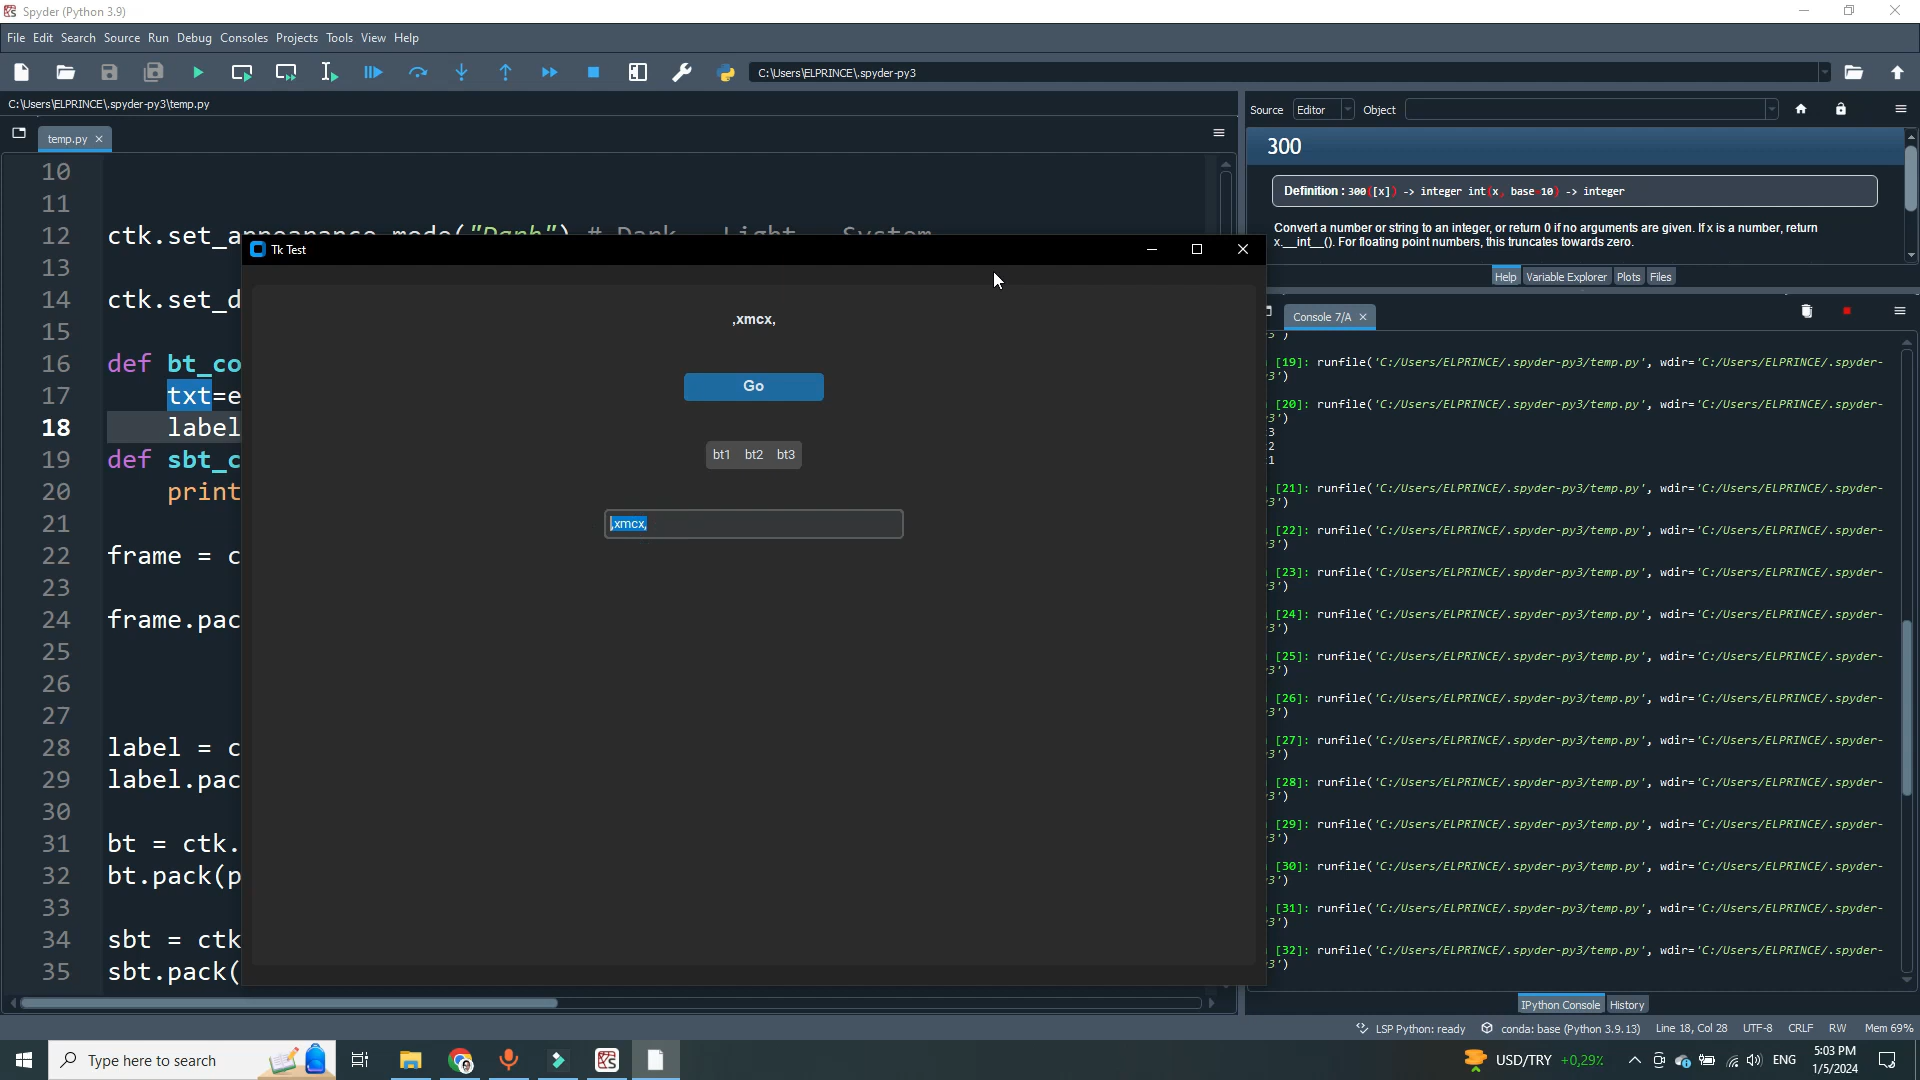 Spyder (Python 3.9)
File Edit Search Source Run Debug Consoles Projects Tools View Help
C:\Users\ELPRINCE\.spyder-py3
C:\Users\ELPRINCE\.spyder-py3\temp.py
temp.py
10
11
12 ctk.set_appearance_mode("Darh") # Dark Light System
13
14 ctk.set_d
15
16 def bt_co
17 txt=e
18 label
19 def sbt_c
20 print
21
22 frame = c
23
24 frame.pac
25
26
27
28 label = c
29 label.pac
30
31 bt = ctk.
32 bt.pack(p
33
34 sbt = ctk
35 sbt.pack(
Tk Test
,xmcx,
Go
bt1 bt2 bt3
,xmcx,
Source Editor Object
300
Definition : 300([x]) -> integer int(x, base=10) -> integer
Convert a number or string to an integer, or return 0 if no arguments are given. If x is a number, return
x.__int__(). For floating point numbers, this truncates towards zero.
Help Variable Explorer Plots Files
Console 7/A
3')
[19]: runfile('C:/Users/ELPRINCE/.spyder-py3/temp.py', wdir='C:/Users/ELPRINCE/.spyder-
3')
[20]: runfile('C:/Users/ELPRINCE/.spyder-py3/temp.py', wdir='C:/Users/ELPRINCE/.spyder-
3')
3
2
1
[21]: runfile('C:/Users/ELPRINCE/.spyder-py3/temp.py', wdir='C:/Users/ELPRINCE/.spyder-
3')
[22]: runfile('C:/Users/ELPRINCE/.spyder-py3/temp.py', wdir='C:/Users/ELPRINCE/.spyder-
3')
[23]: runfile('C:/Users/ELPRINCE/.spyder-py3/temp.py', wdir='C:/Users/ELPRINCE/.spyder-
3')
[24]: runfile('C:/Users/ELPRINCE/.spyder-py3/temp.py', wdir='C:/Users/ELPRINCE/.spyder-
3')
[25]: runfile('C:/Users/ELPRINCE/.spyder-py3/temp.py', wdir='C:/Users/ELPRINCE/.spyder-
3')
[26]: runfile('C:/Users/ELPRINCE/.spyder-py3/temp.py', wdir='C:/Users/ELPRINCE/.spyder-
3')
[27]: runfile('C:/Users/ELPRINCE/.spyder-py3/temp.py', wdir='C:/Users/ELPRINCE/.spyder-
3')
[28]: runfile('C:/Users/ELPRINCE/.spyder-py3/temp.py', wdir='C:/Users/ELPRINCE/.spyder-
3')
[29]: runfile('C:/Users/ELPRINCE/.spyder-py3/temp.py', wdir='C:/Users/ELPRINCE/.spyder-
3')
[30]: runfile('C:/Users/ELPRINCE/.spyder-py3/temp.py', wdir='C:/Users/ELPRINCE/.spyder-
3')
[31]: runfile('C:/Users/ELPRINCE/.spyder-py3/temp.py', wdir='C:/Users/ELPRINCE/.spyder-
3')
[32]: runfile('C:/Users/ELPRINCE/.spyder-py3/temp.py', wdir='C:/Users/ELPRINCE/.spyder-
3')
IPython Console History
LSP Python: ready conda: base (Python 3.9.13) Line 18, Col 28 UTF-8 CRLF RW Mem 69%
Type here to search
USD/TRY +0,29% ENG 5:03 PM
1/5/2024